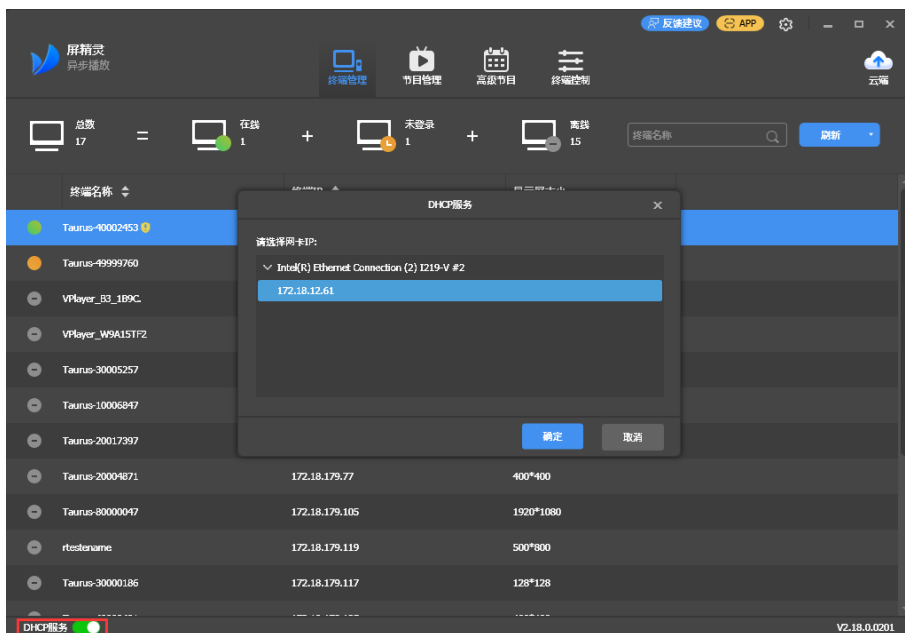 反馈建议 APP
屏精灵
异步播放
终端管理 节目管理 高级节目 终端控制 云端
总数 17 = 在线 1 + 未登录 1 + 离线 15 终端名称 刷新
终端名称
DHCP服务
Taurus-40002453
请选择网卡IP:
Taurus-49999760
Intel(R) Ethernet Connection (2) I219-V #2
172.18.12.61
VPlayer_B3_1B9C.
VPlayer_W9A15TF2
Taurus-30005257
Taurus-10006847
Taurus-20017397
确定 取消
Taurus-20004871 172.18.179.77 400*400
Taurus-80000047 172.18.179.105 1920*1080
rtestename 172.18.179.119 500*800
Taurus-30000186 172.18.179.117 128*128
DHCP服务 V2.18.0.0201